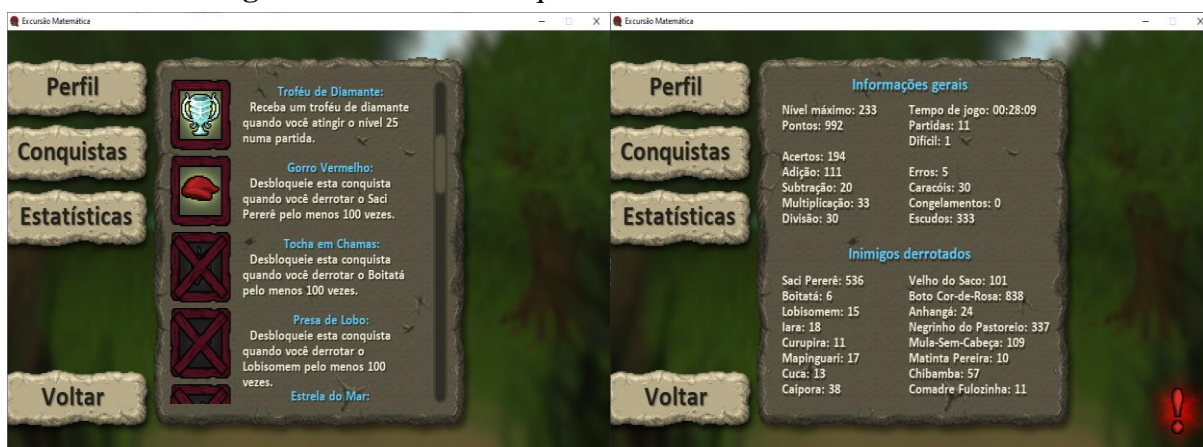 Excursão Matemática
Perfil
Conquistas
Estatísticas
Voltar
Troféu de Diamante:
Receba um troféu de diamante
quando você atingir o nível 25
numa partida.
Gorro Vermelho:
Desbloqueie esta conquista
quando você derrotar o Saci
Pererê pelo menos 100 vezes.
Tocha em Chamas:
Desbloqueie esta conquista
quando você derrotar o Boitatá
pelo menos 100 vezes.
Presa de Lobo:
Desbloqueie esta conquista
quando você derrotar o
Lobisomem pelo menos 100
vezes.
Estrela do Mar:
Excursão Matemática
Perfil
Conquistas
Estatísticas
Voltar
Informações gerais
Nível máximo: 233 Tempo de jogo: 00:28:09
Pontos: 992 Partidas: 11
Difícil: 1
Acertos: 194
Adição: 111 Erros: 5
Subtração: 20 Caracóis: 30
Multiplicação: 33 Congelamentos: 0
Divisão: 30 Escudos: 333
Inimigos derrotados
Saci Pererê: 536 Velho do Saco: 101
Boitatá: 6 Boto Cor-de-Rosa: 838
Lobisomem: 15 Anhangá: 24
Iara: 18 Negrinho do Pastoreio: 337
Curupira: 11 Mula-Sem-Cabeça: 109
Mapinguari: 17 Matinta Pereira: 10
Cuca: 13 Chibamba: 57
Caipora: 38 Comadre Fulozinha: 11